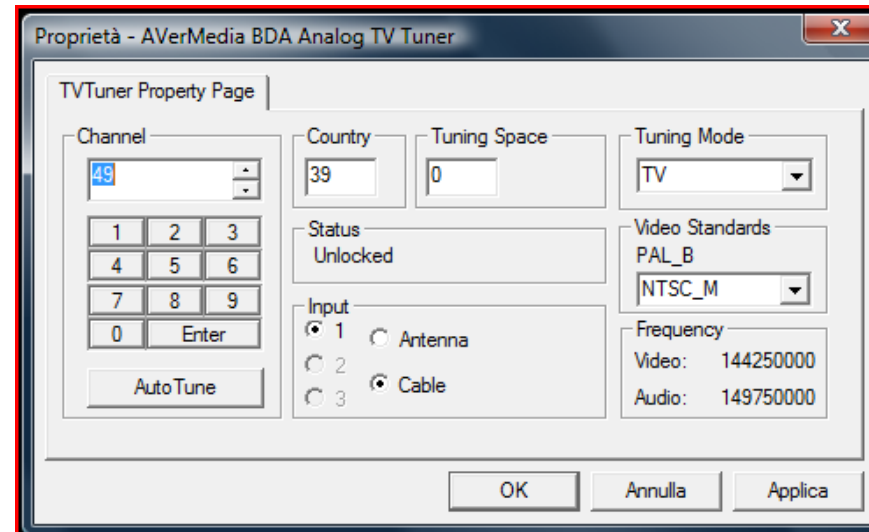 Proprietà - AVerMedia BDA Analog TV Tuner
TVTuner Property Page
Channel
49
1 2 3
4 5 6
7 8 9
0 Enter
AutoTune
Country
39
Tuning Space
0
Status
Unlocked
Input
1
2
3
Antenna
Cable
Tuning Mode
TV
Video Standards
PAL_B
NTSC_M
Frequency
Video: 144250000
Audio: 149750000
OK Annulla Applica